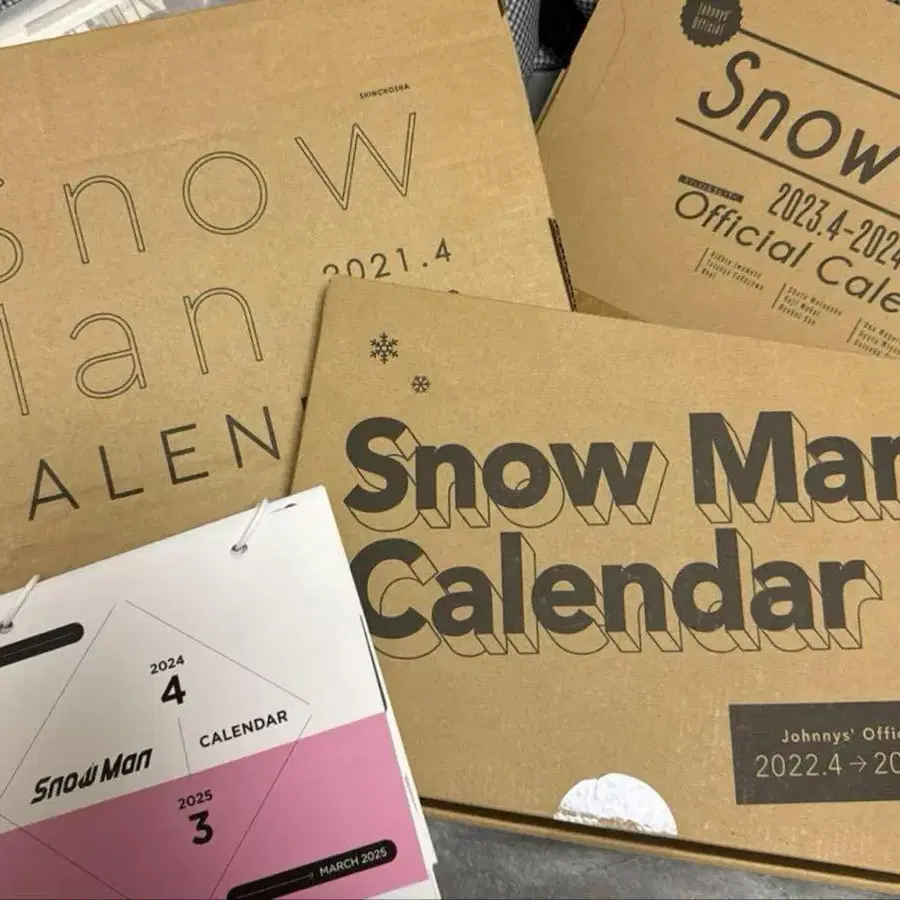 SHINCHOSHA
Snow
Man
2021.4
CALEN
Johnnys'
Official
Snow
2023.4-2024
Official Cale
Snow Man
Calendar
Johnnys' Offic
2022.4→20
2024
4
CALENDAR
Snow Man
2025
3
MARCH 2025